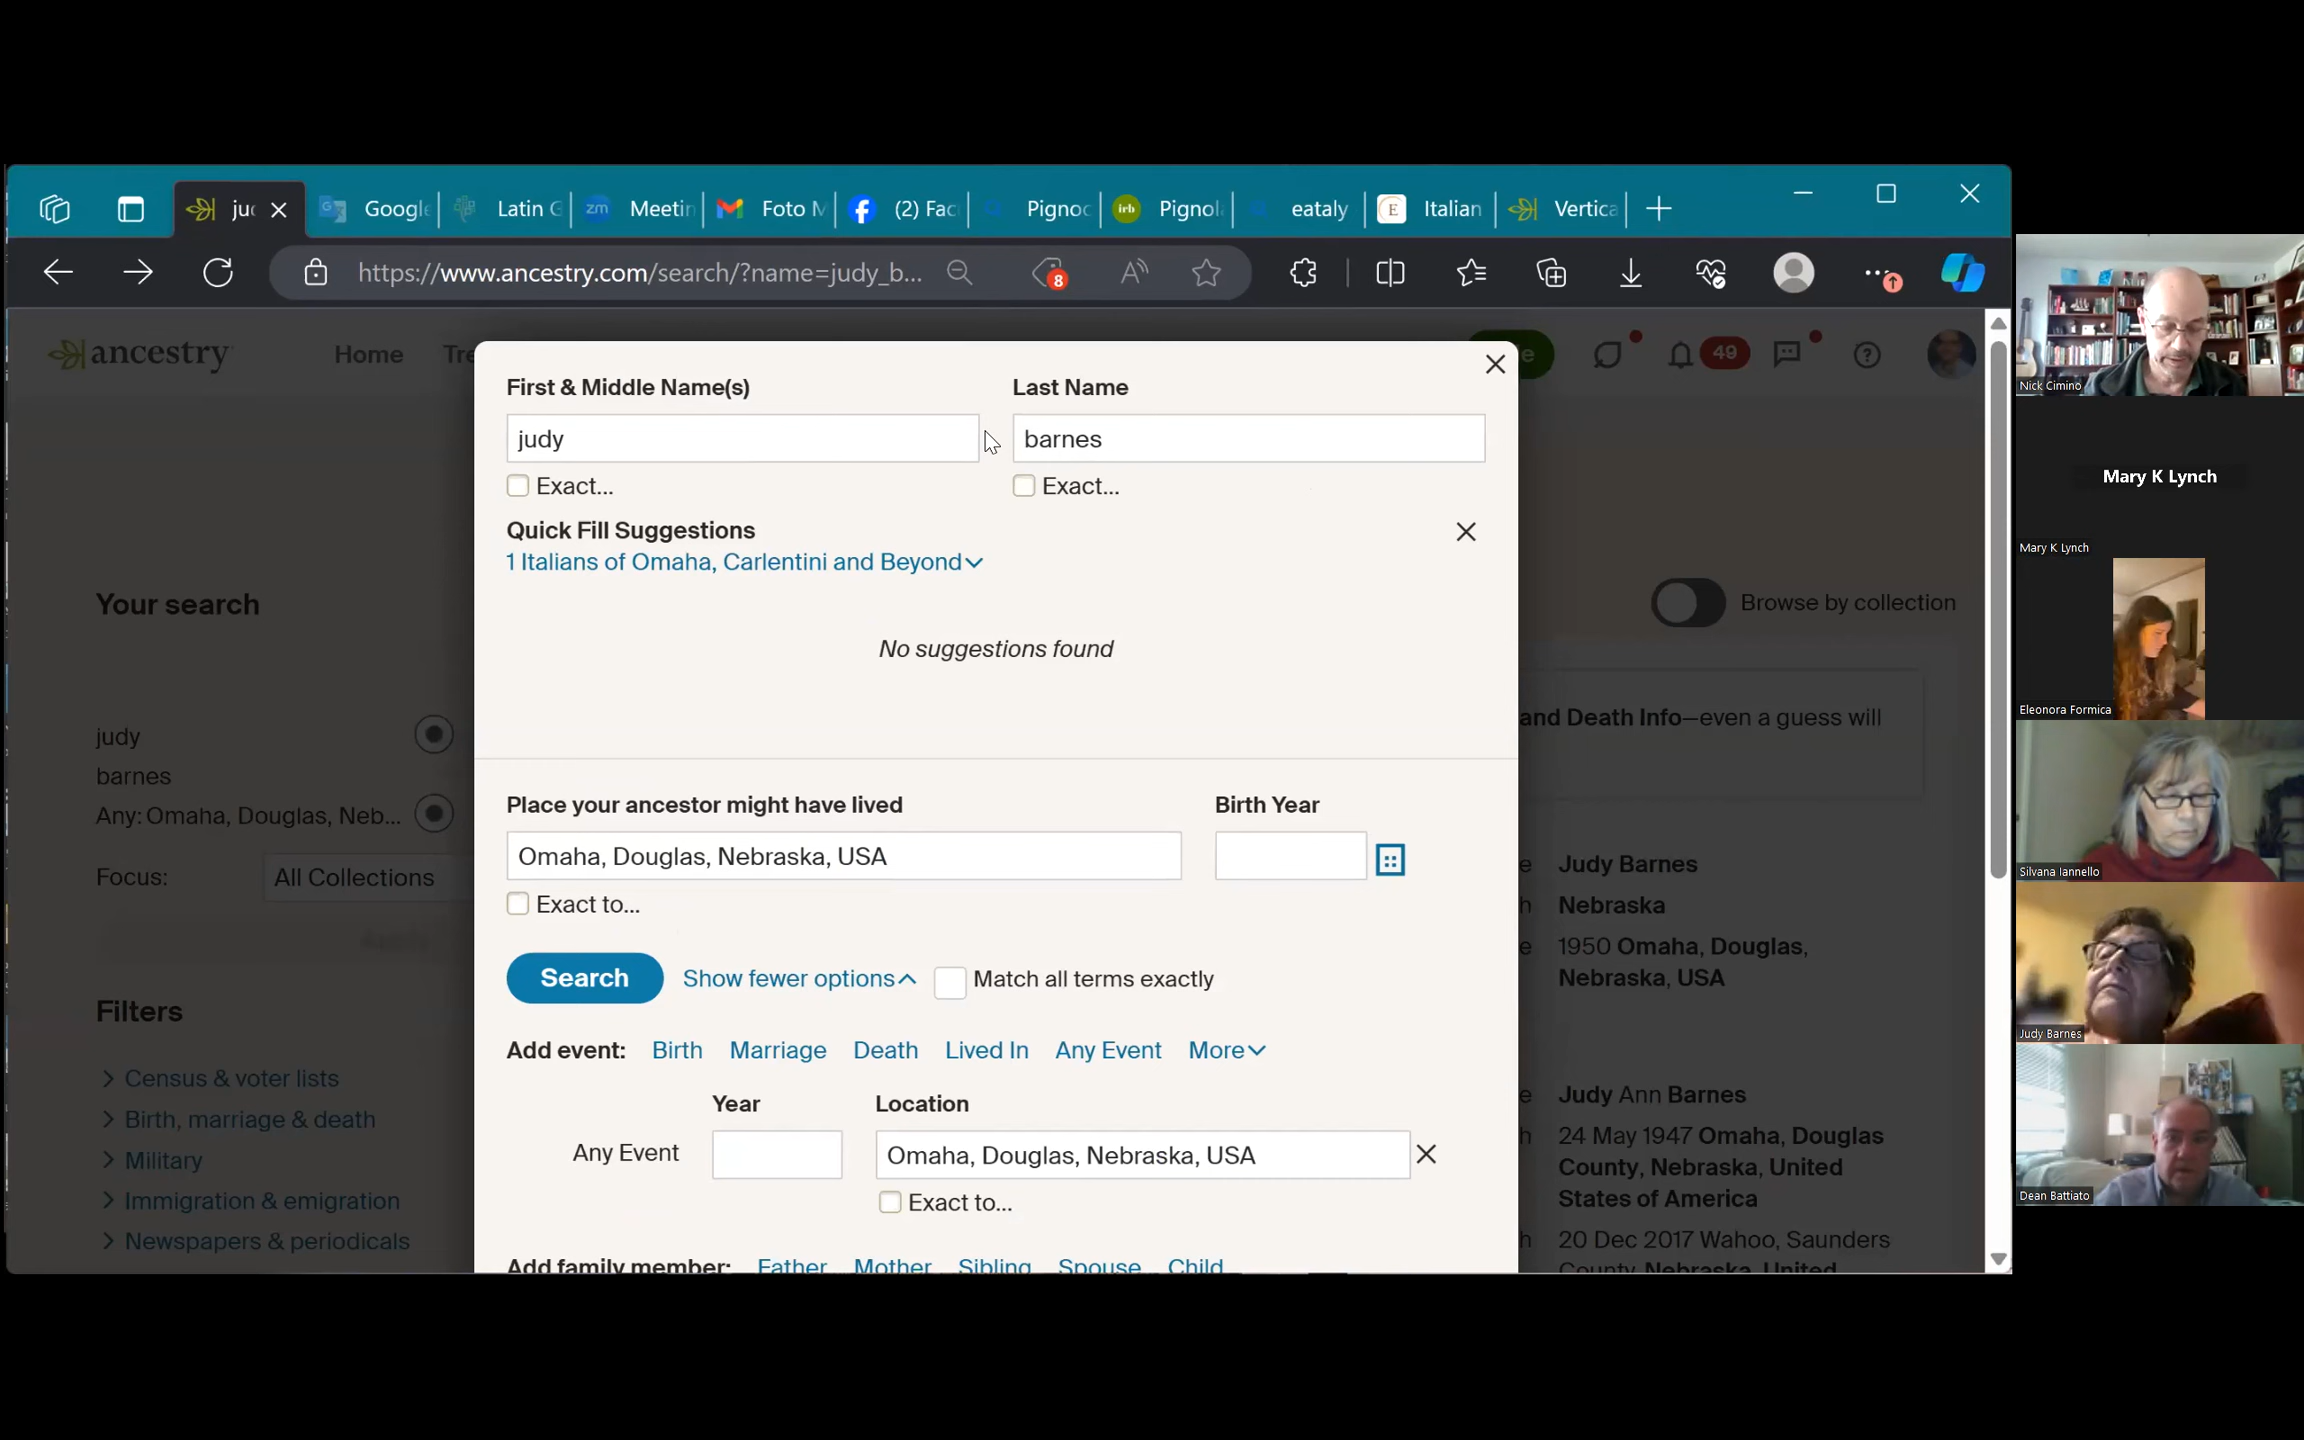 juc
Google
Latin G
zm
Meetin
Foto M
(2) Fac
Pignoc
irb
Pignol
eataly
E
Italian
Vertica
https://www.ancestry.com/search/?name=judy_b...
8
ancestry
Home
Tre
49
First & Middle Name(s)
Last Name
judy
barnes
Exact...
Exact...
Quick Fill Suggestions
1 Italians of Omaha, Carlentini and Beyond
No suggestions found
Place your ancestor might have lived
Birth Year
Omaha, Douglas, Nebraska, USA
Exact to...
Search
Show fewer options
Match all terms exactly
Add event:
Birth
Marriage
Death
Lived In
Any Event
More
Year
Location
Any Event
Omaha, Douglas, Nebraska, USA
Exact to...
Add family member:
Father
Mother
Sibling
Spouse
Child
Your search
judy
barnes
Any: Omaha, Douglas, Neb...
Focus:
All Collections
Filters
Census & voter lists
Birth, marriage & death
Military
Immigration & emigration
Newspapers & periodicals
Browse by collection
and Death Info—even a guess will
Judy Barnes
Nebraska
1950 Omaha, Douglas,
Nebraska, USA
Judy Ann Barnes
24 May 1947 Omaha, Douglas
County, Nebraska, United
States of America
20 Dec 2017 Wahoo, Saunders
County, Nebraska, United
Nick Cimino
Mary K Lynch
Mary K Lynch
Eleonora Formica
Silvana Iannello
Judy Barnes
Dean Battiato